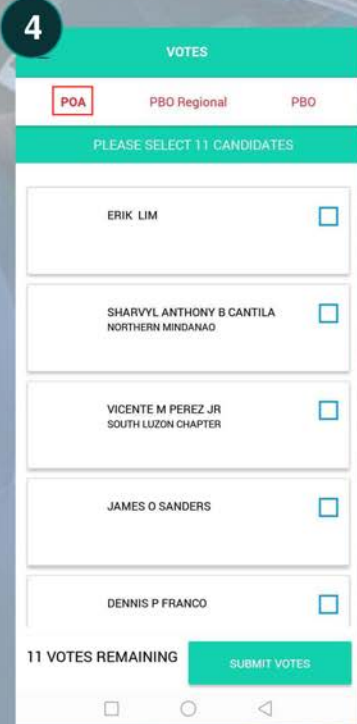 4
VOTES
POA PBO Regional PBO
PLEASE SELECT 11 CANDIDATES
ERIK LIM
SHARVYL ANTHONY B CANTILA
NORTHERN MINDANAO
VICENTE M PEREZ JR
SOUTH LUZON CHAPTER
JAMES O SANDERS
DENNIS P FRANCO
11 VOTES REMAINING SUBMIT VOTES